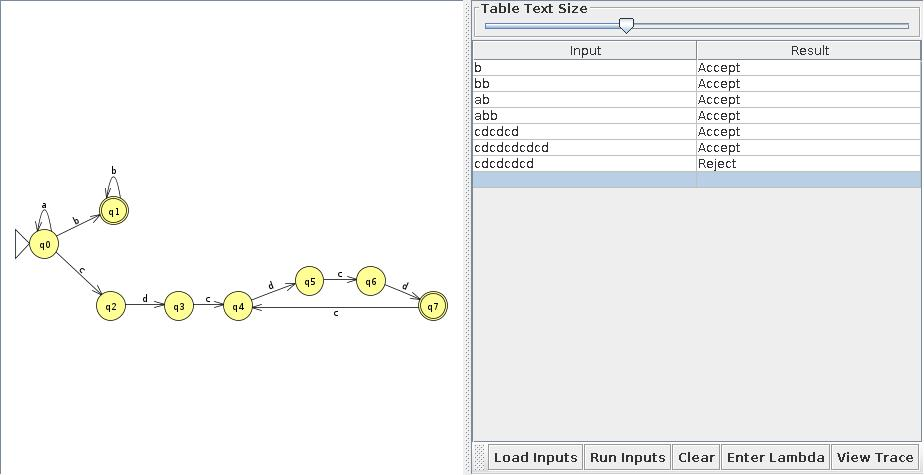 Table Text Size
Input Result
b Accept
bb Accept
ab Accept
abb Accept
cdcdcd Accept
cdcdcdcdcd Accept
cdcdcdcd Reject
b
a
q1
b
q0
c
q2
d
q3
c
q4
d
q5
c
q6
d
q7
c
Load Inputs Run Inputs Clear Enter Lambda View Trace